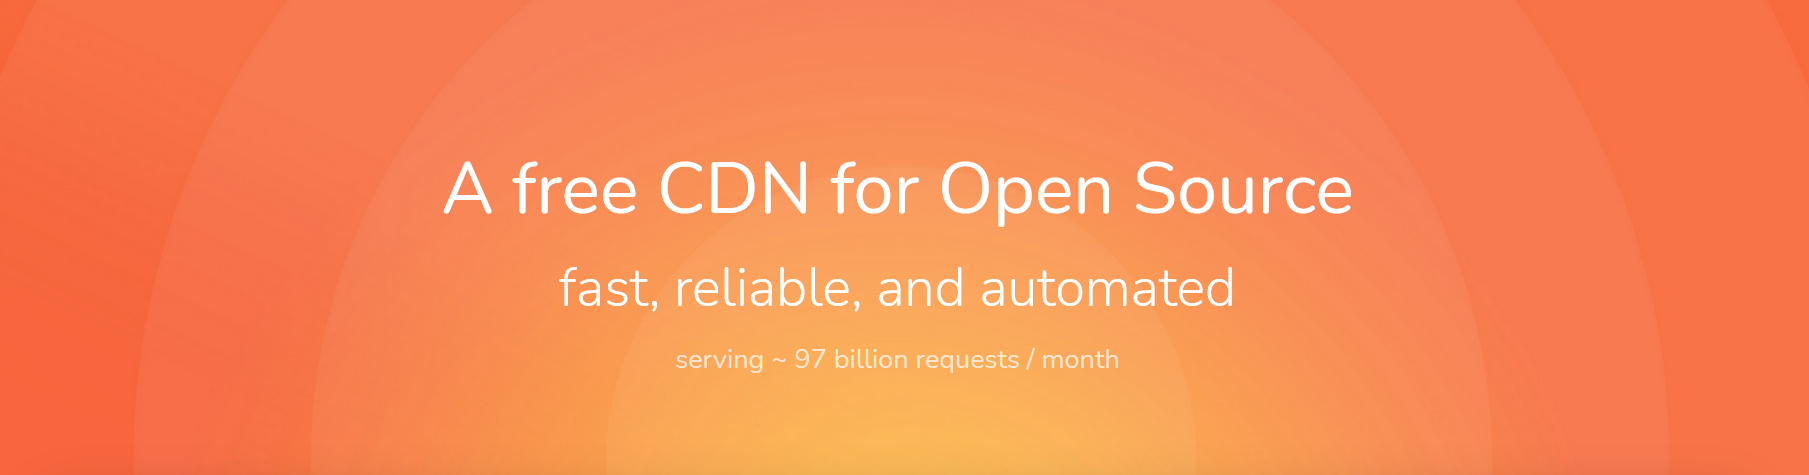 A free CDN for Open Source
fast, reliable, and automated
serving ~ 97 billion requests / month